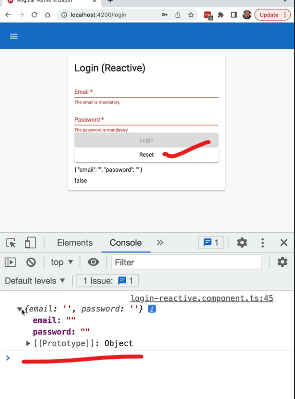 localhost:4200/login
Update
Login (Reactive)
Email *
The email is mandatory.
Password *
The password is mandatory.
Login
Reset
{ "email": "", "password": "" }
false
Elements
Console
»
1
top
Filter
Default levels
1 Issue:
1
login-reactive.component.ts:45
{email: '', password: ''}
email: ""
password: ""
[[Prototype]]: Object